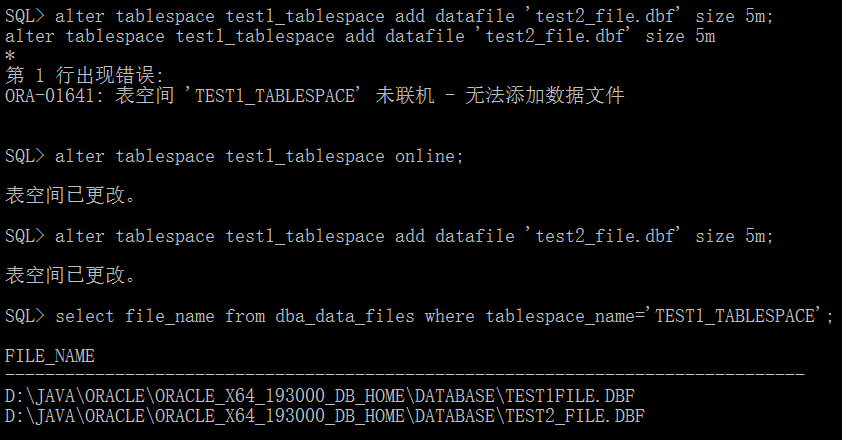 SQL> alter tablespace test1_tablespace add datafile 'test2_file.dbf' size 5m;
alter tablespace test1_tablespace add datafile 'test2_file.dbf' size 5m
*
第 1 行出现错误:
ORA-01641: 表空间 'TEST1_TABLESPACE' 未联机 - 无法添加数据文件
SQL> alter tablespace test1_tablespace online;
表空间已更改。
SQL> alter tablespace test1_tablespace add datafile 'test2_file.dbf' size 5m;
表空间已更改。
SQL> select file_name from dba_data_files where tablespace_name='TEST1_TABLESPACE';
FILE_NAME
--------------------------------------------------------------------------------
D:\JAVA\ORACLE\ORACLE_X64_193000_DB_HOME\DATABASE\TEST1FILE.DBF
D:\JAVA\ORACLE\ORACLE_X64_193000_DB_HOME\DATABASE\TEST2_FILE.DBF